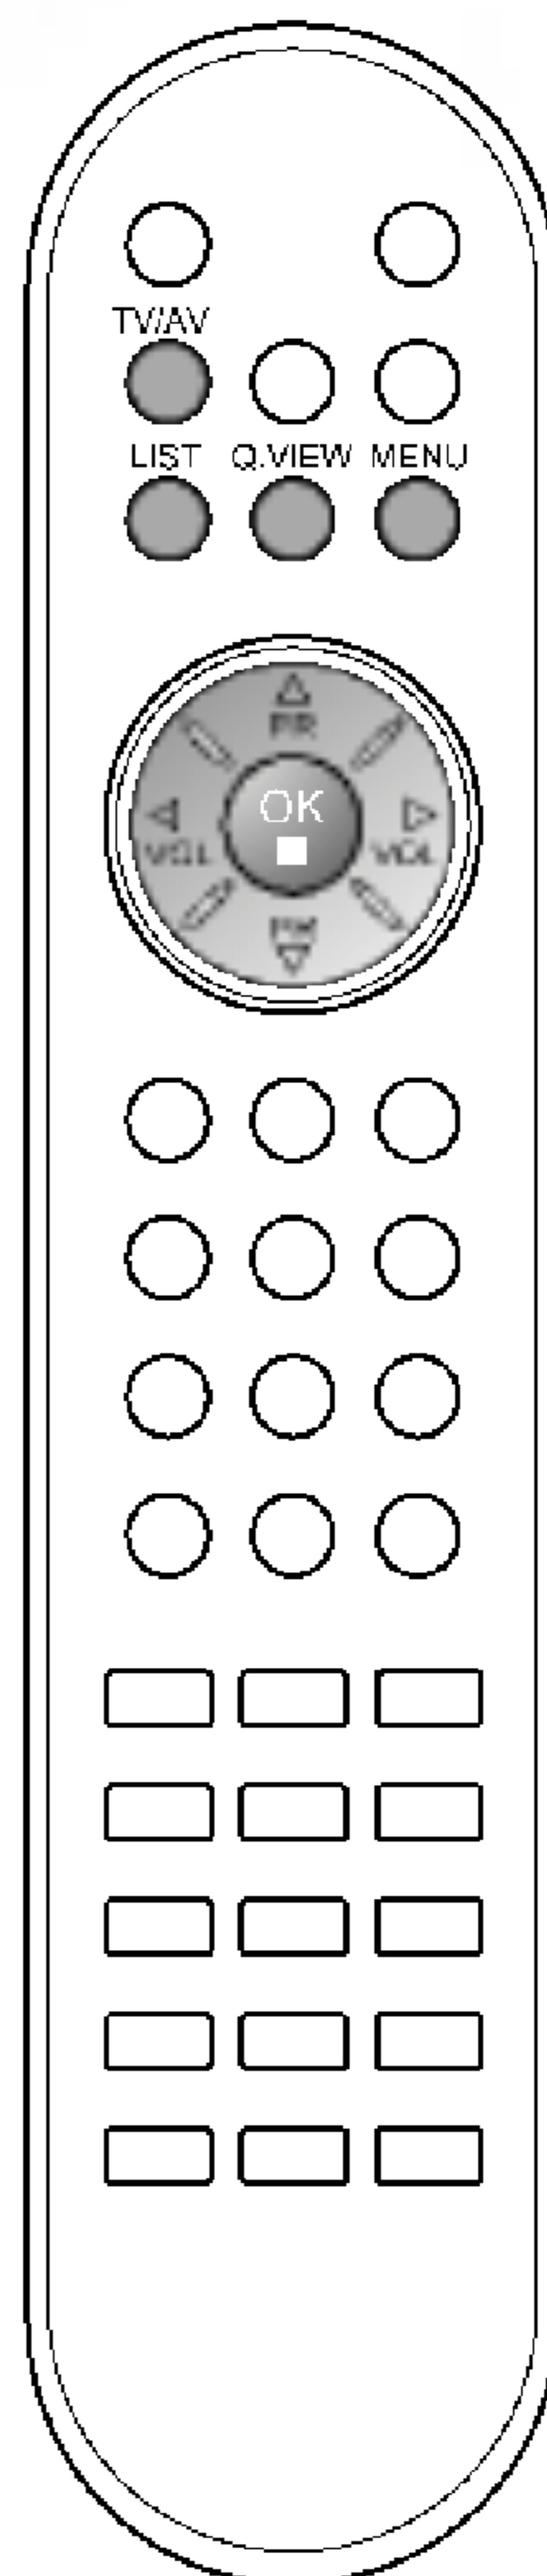 TV/AV
LIST Q.VIEW MENU
△
PR
◁ OK ▷
VOL ■ VOL
PR
▽